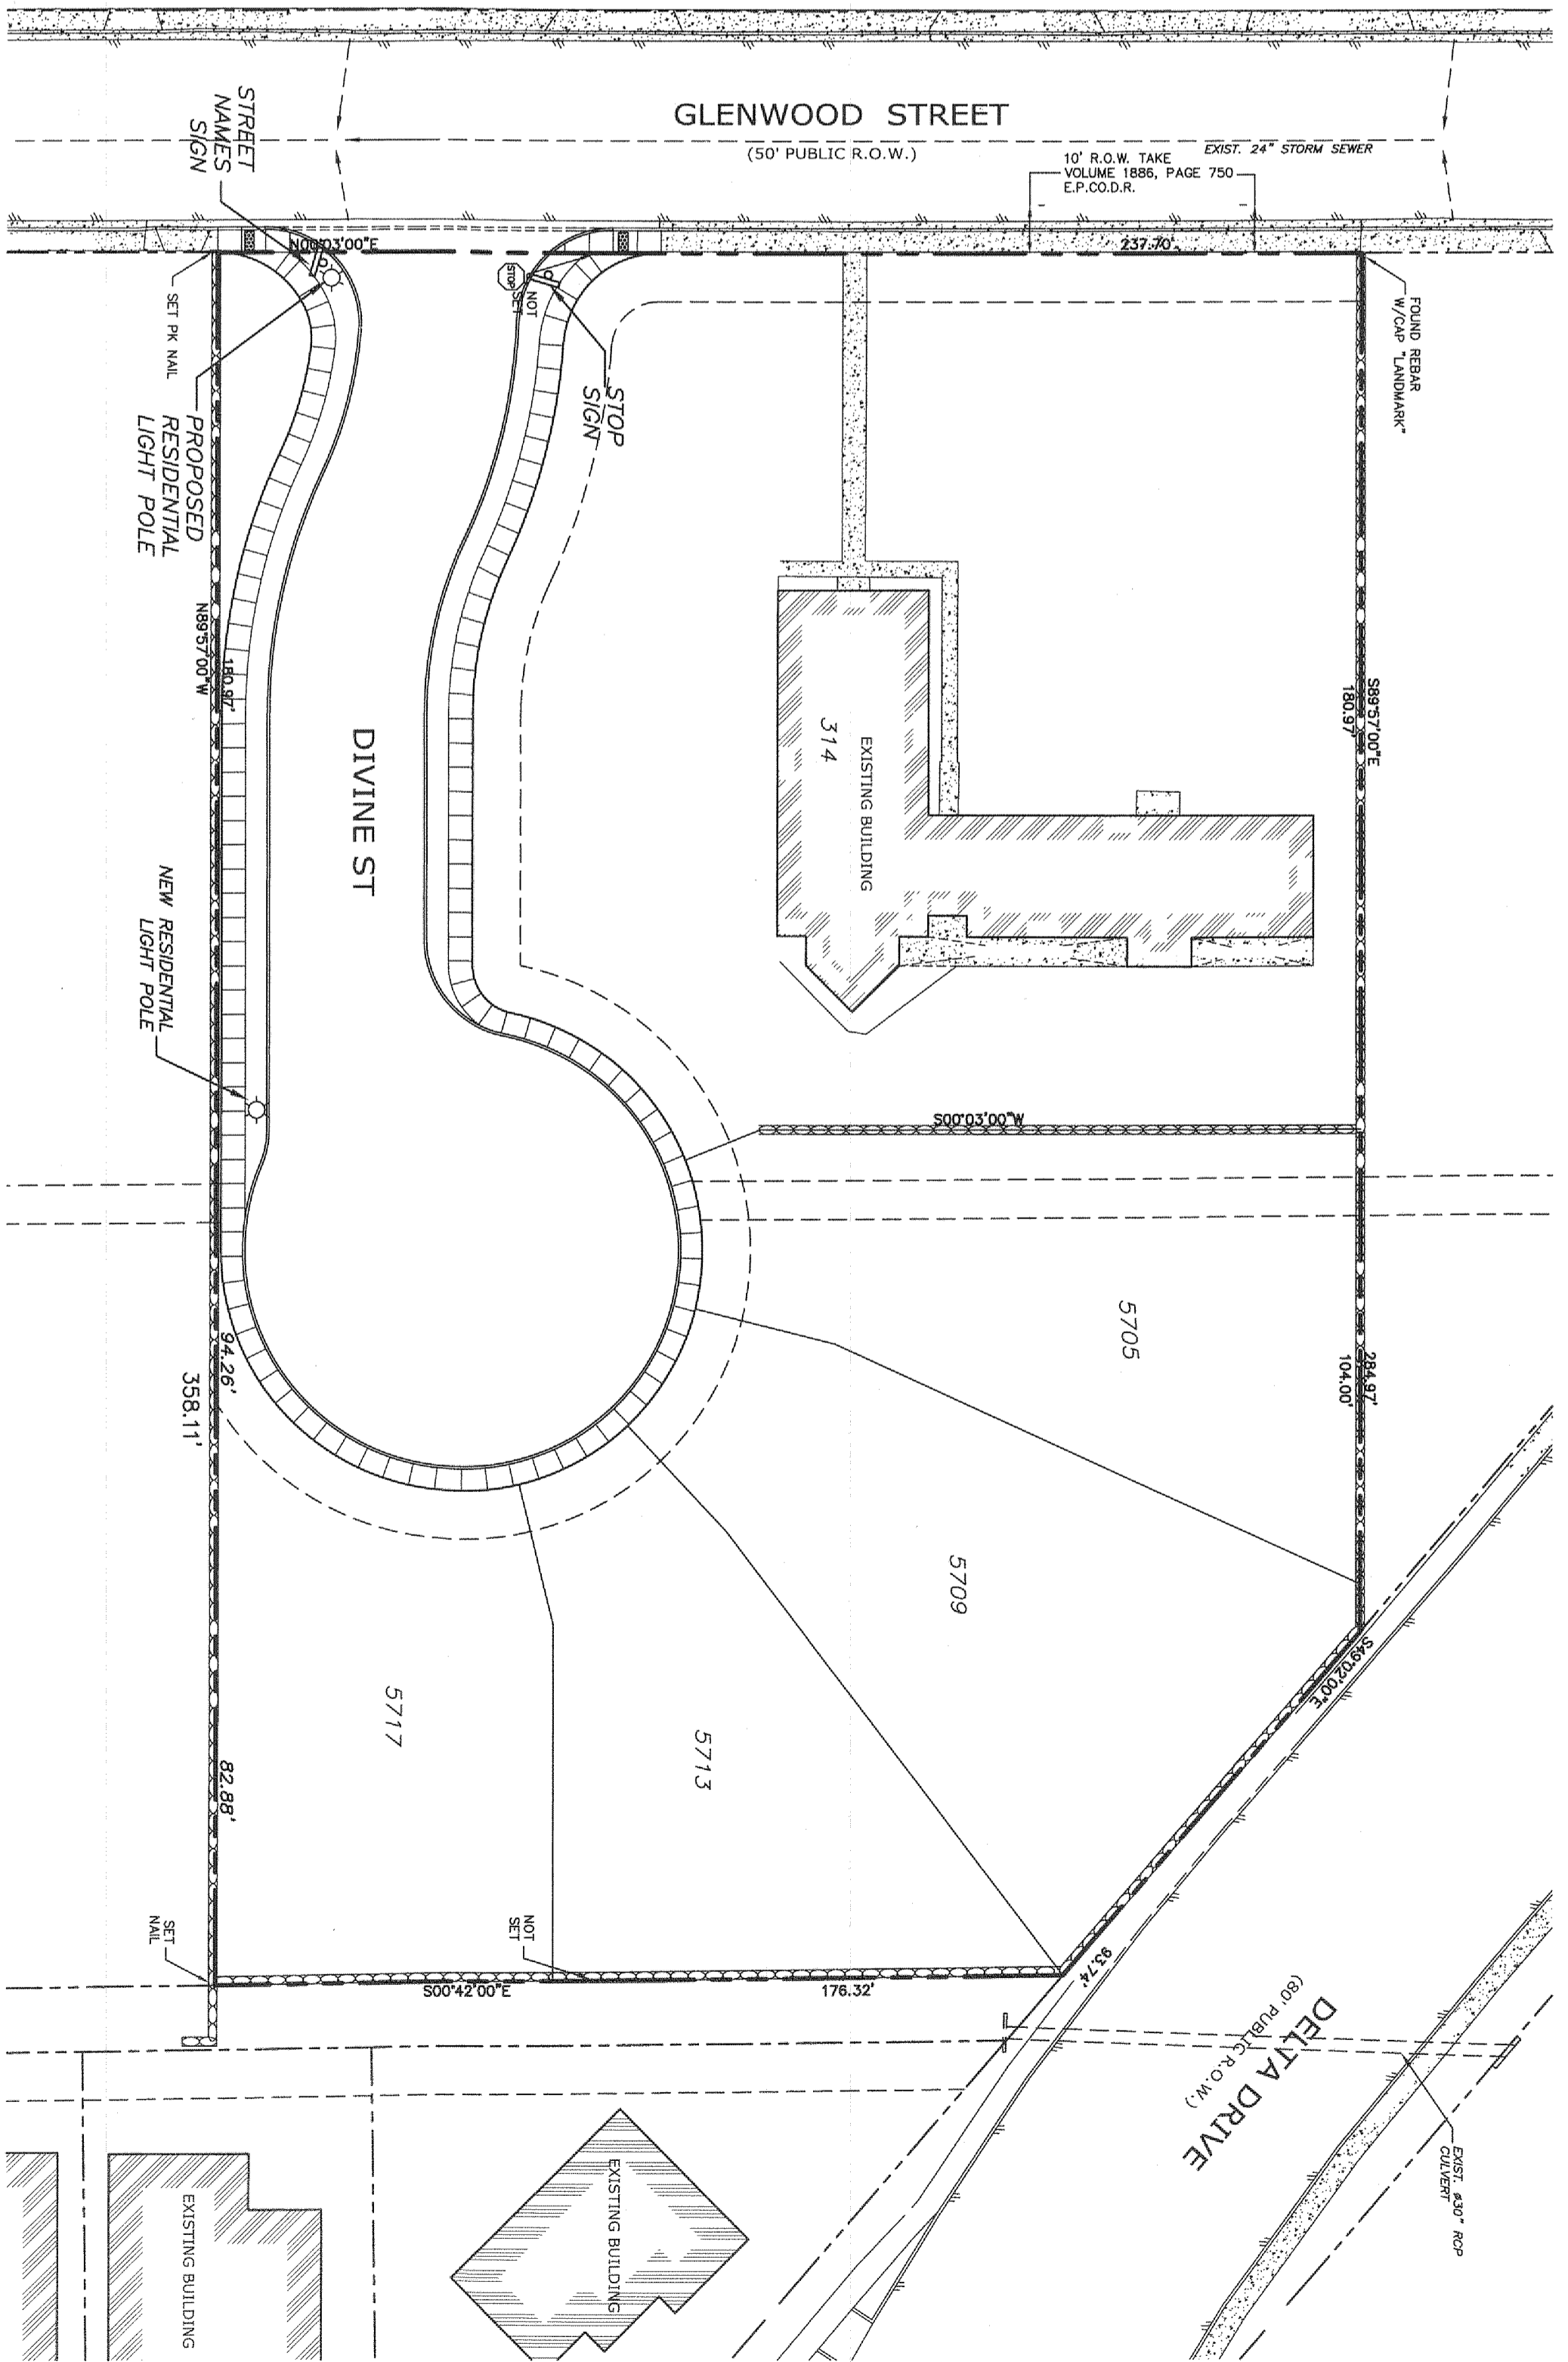 GLENWOOD STREET
(50' PUBLIC R.O.W.)
EXIST. 24" STORM SEWER
10' R.O.W. TAKE
VOLUME 1886, PAGE 750
E.P.CO.D.R.
STREET
NAMES
SIGN
N00°03'00"E
237.70'
SET PK NAIL
STOP
NOT
SET
STOP
SIGN
FOUND REBAR
W/CAP "LANDMARK"
PROPOSED
RESIDENTIAL
LIGHT POLE
N89°57'00"W
180.97'
S89°57'00"E
180.97'
314
EXISTING BUILDING
DIVINE ST
NEW RESIDENTIAL
LIGHT POLE
S00°03'00"W
5705
284.97'
104.00'
94.26'
358.11'
5709
S49°02'00"E
5717
5713
82.88'
SET
NAIL
NOT
SET
S00°42'00"E
176.32'
93.74'
DELTA DRIVE
(80' PUBLIC R.O.W.)
EXIST. ø30" RCP
CULVERT
EXISTING BUILDING
EXISTING BUILDING